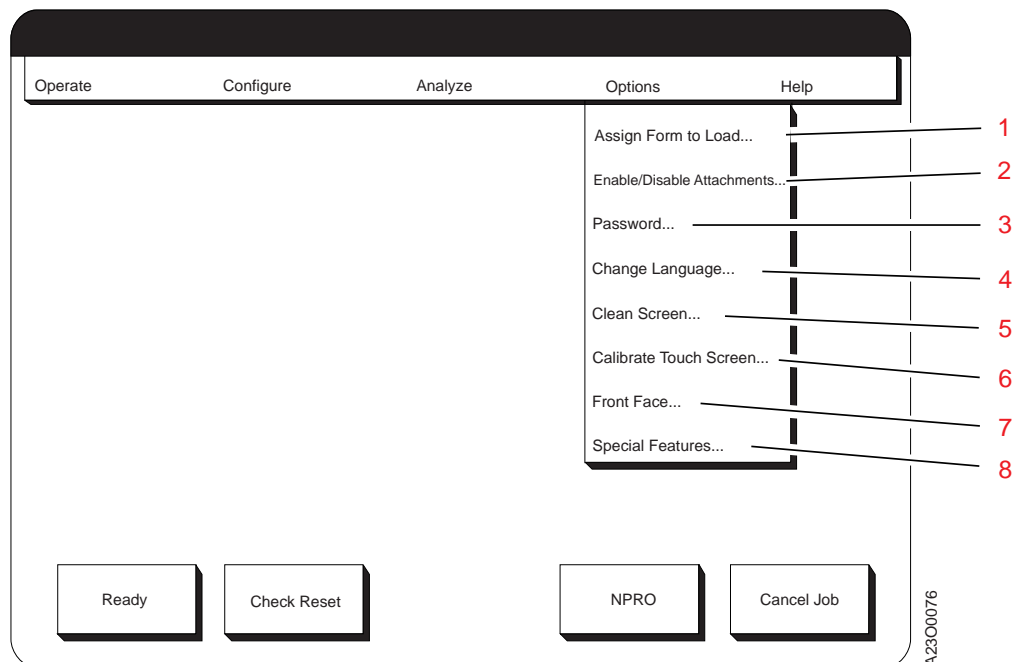 Operate Configure Analyze Options Help
Assign Form to Load... 1
Enable/Disable Attachments... 2
Password... 3
Change Language... 4
Clean Screen... 5
Calibrate Touch Screen... 6
Front Face... 7
Special Features... 8
Ready Check Reset NPRO Cancel Job
A23O0076